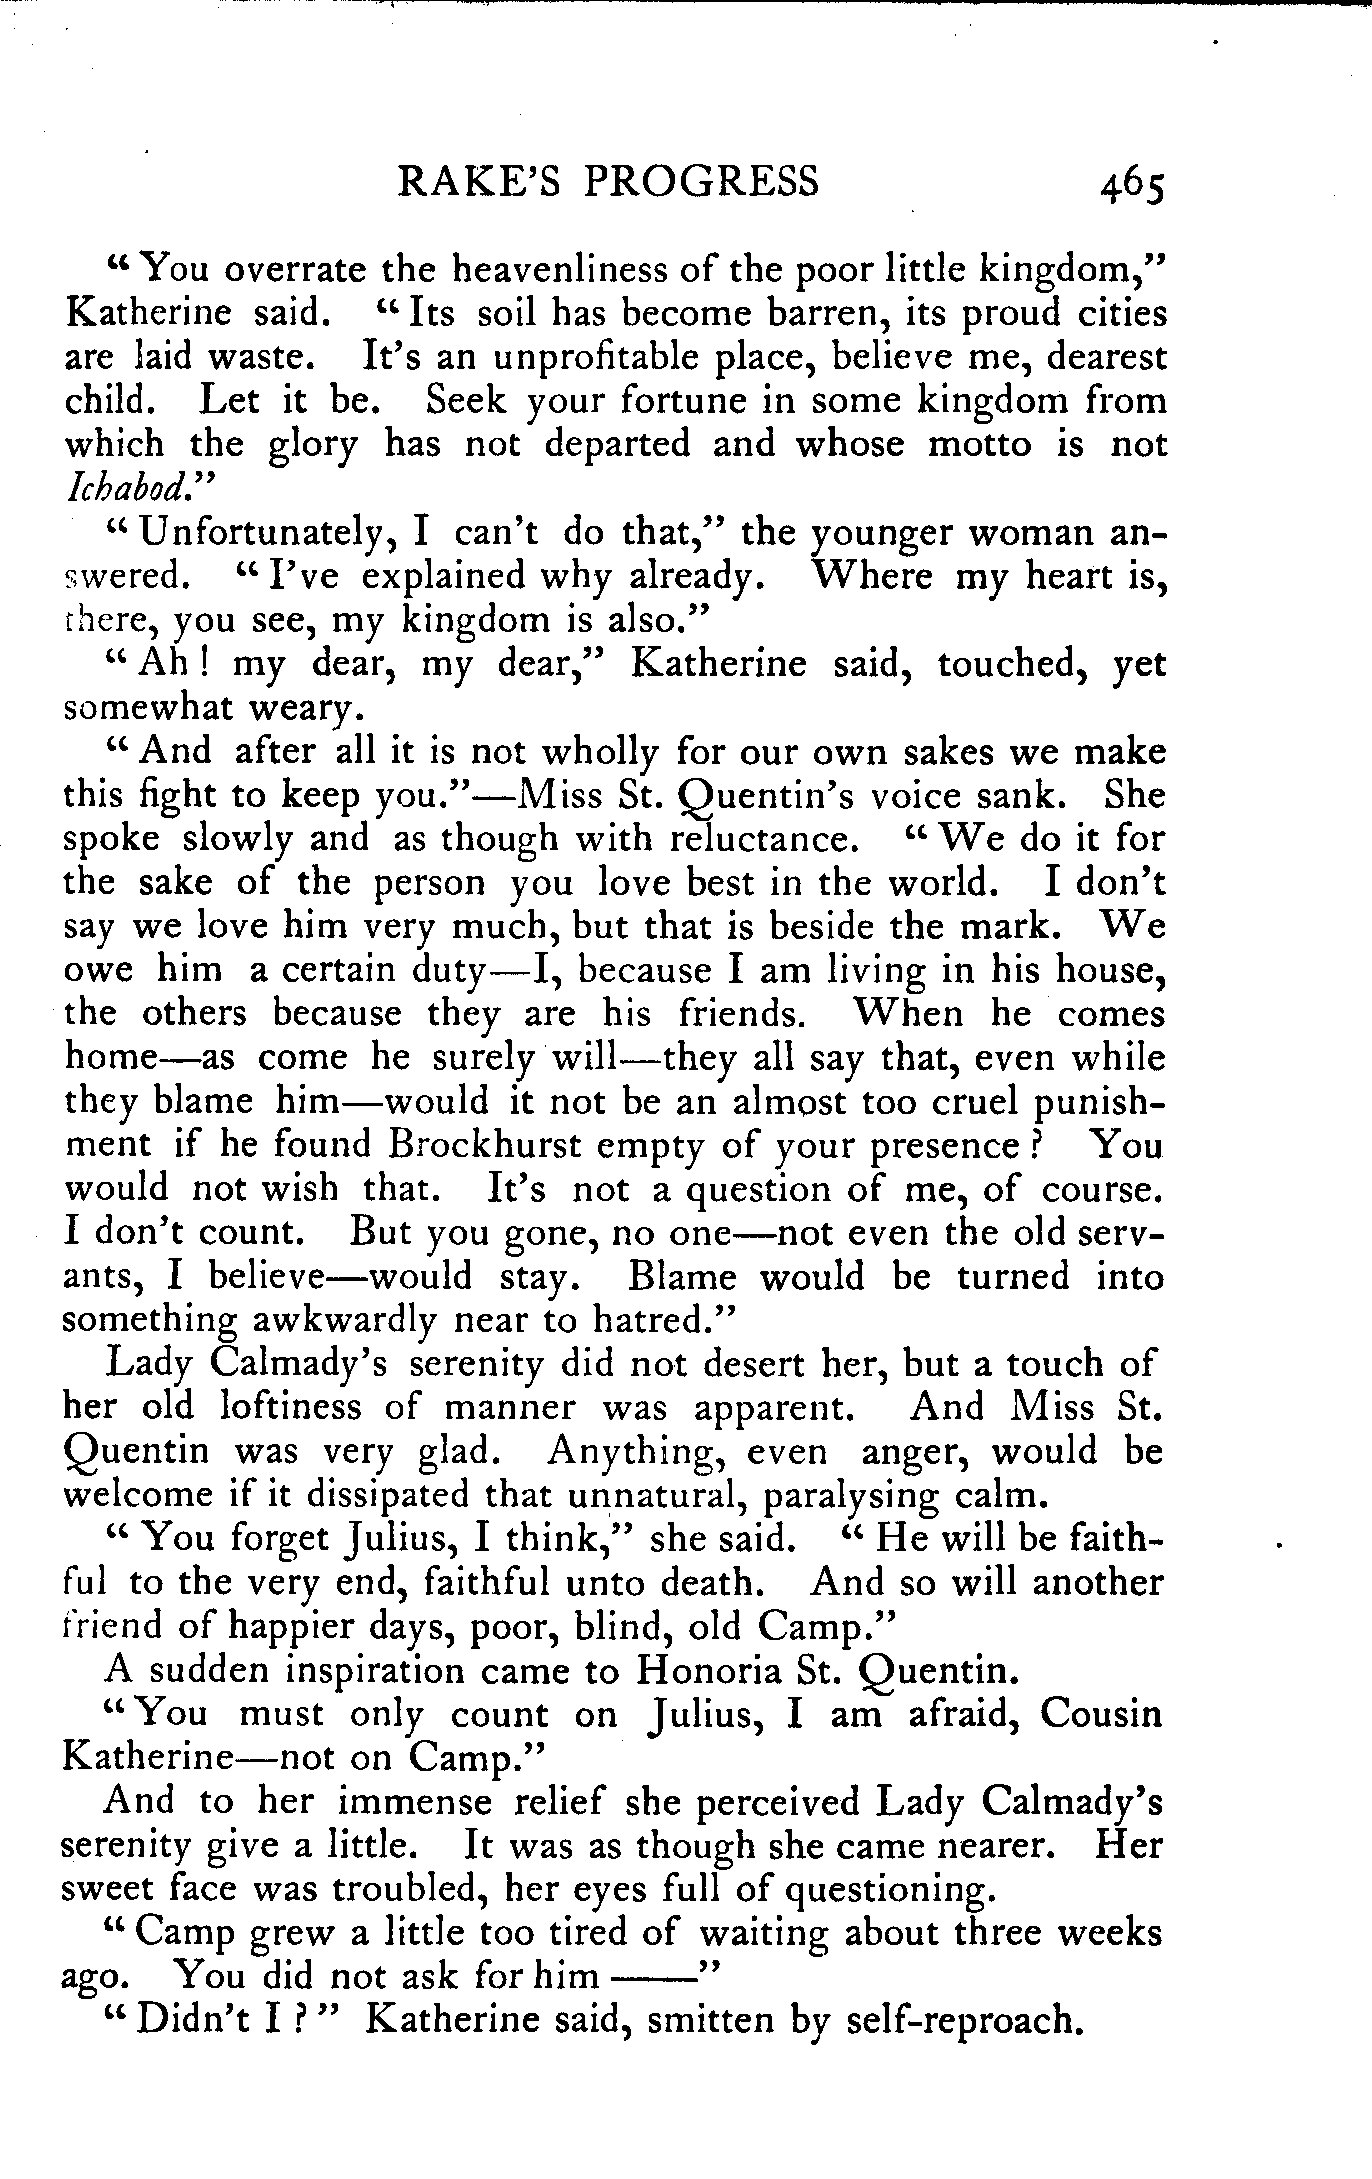 RAKE'S PROGRESS 465
"You overrate the heavenliness of the poor little kingdom,"
Katherine said. "Its soil has become barren, its proud cities
are laid waste. It's an unprofitable place, believe me, dearest
child. Let it be. Seek your fortune in some kingdom from
which the glory has not departed and whose motto is not
Ichabod."
"Unfortunately, I can't do that," the younger woman an-
swered. "I've explained why already. Where my heart is,
there, you see, my kingdom is also."
"Ah! my dear, my dear," Katherine said, touched, yet
somewhat weary.
"And after all it is not wholly for our own sakes we make
this fight to keep you."—Miss St. Quentin's voice sank. She
spoke slowly and as though with reluctance. "We do it for
the sake of the person you love best in the world. I don't
say we love him very much, but that is beside the mark. We
owe him a certain duty—I, because I am living in his house,
the others because they are his friends. When he comes
home—as come he surely will—they all say that, even while
they blame him—would it not be an almost too cruel punish-
ment if he found Brockhurst empty of your presence? You
would not wish that. It's not a question of me, of course.
I don't count. But you gone, no one—not even the old serv-
ants, I believe—would stay. Blame would be turned into
something awkwardly near to hatred."
Lady Calmady's serenity did not desert her, but a touch of
her old loftiness of manner was apparent. And Miss St.
Quentin was very glad. Anything, even anger, would be
welcome if it dissipated that unnatural, paralysing calm.
"You forget Julius, I think," she said. "He will be faith-
ful to the very end, faithful unto death. And so will another
friend of happier days, poor, blind, old Camp."
A sudden inspiration came to Honoria St. Quentin.
"You must only count on Julius, I am afraid, Cousin
Katherine—not on Camp."
And to her immense relief she perceived Lady Calmady's
serenity give a little. It was as though she came nearer. Her
sweet face was troubled, her eyes full of questioning.
"Camp grew a little too tired of waiting about three weeks
ago. You did not ask for him ——"
"Didn't I?" Katherine said, smitten by self-reproach.